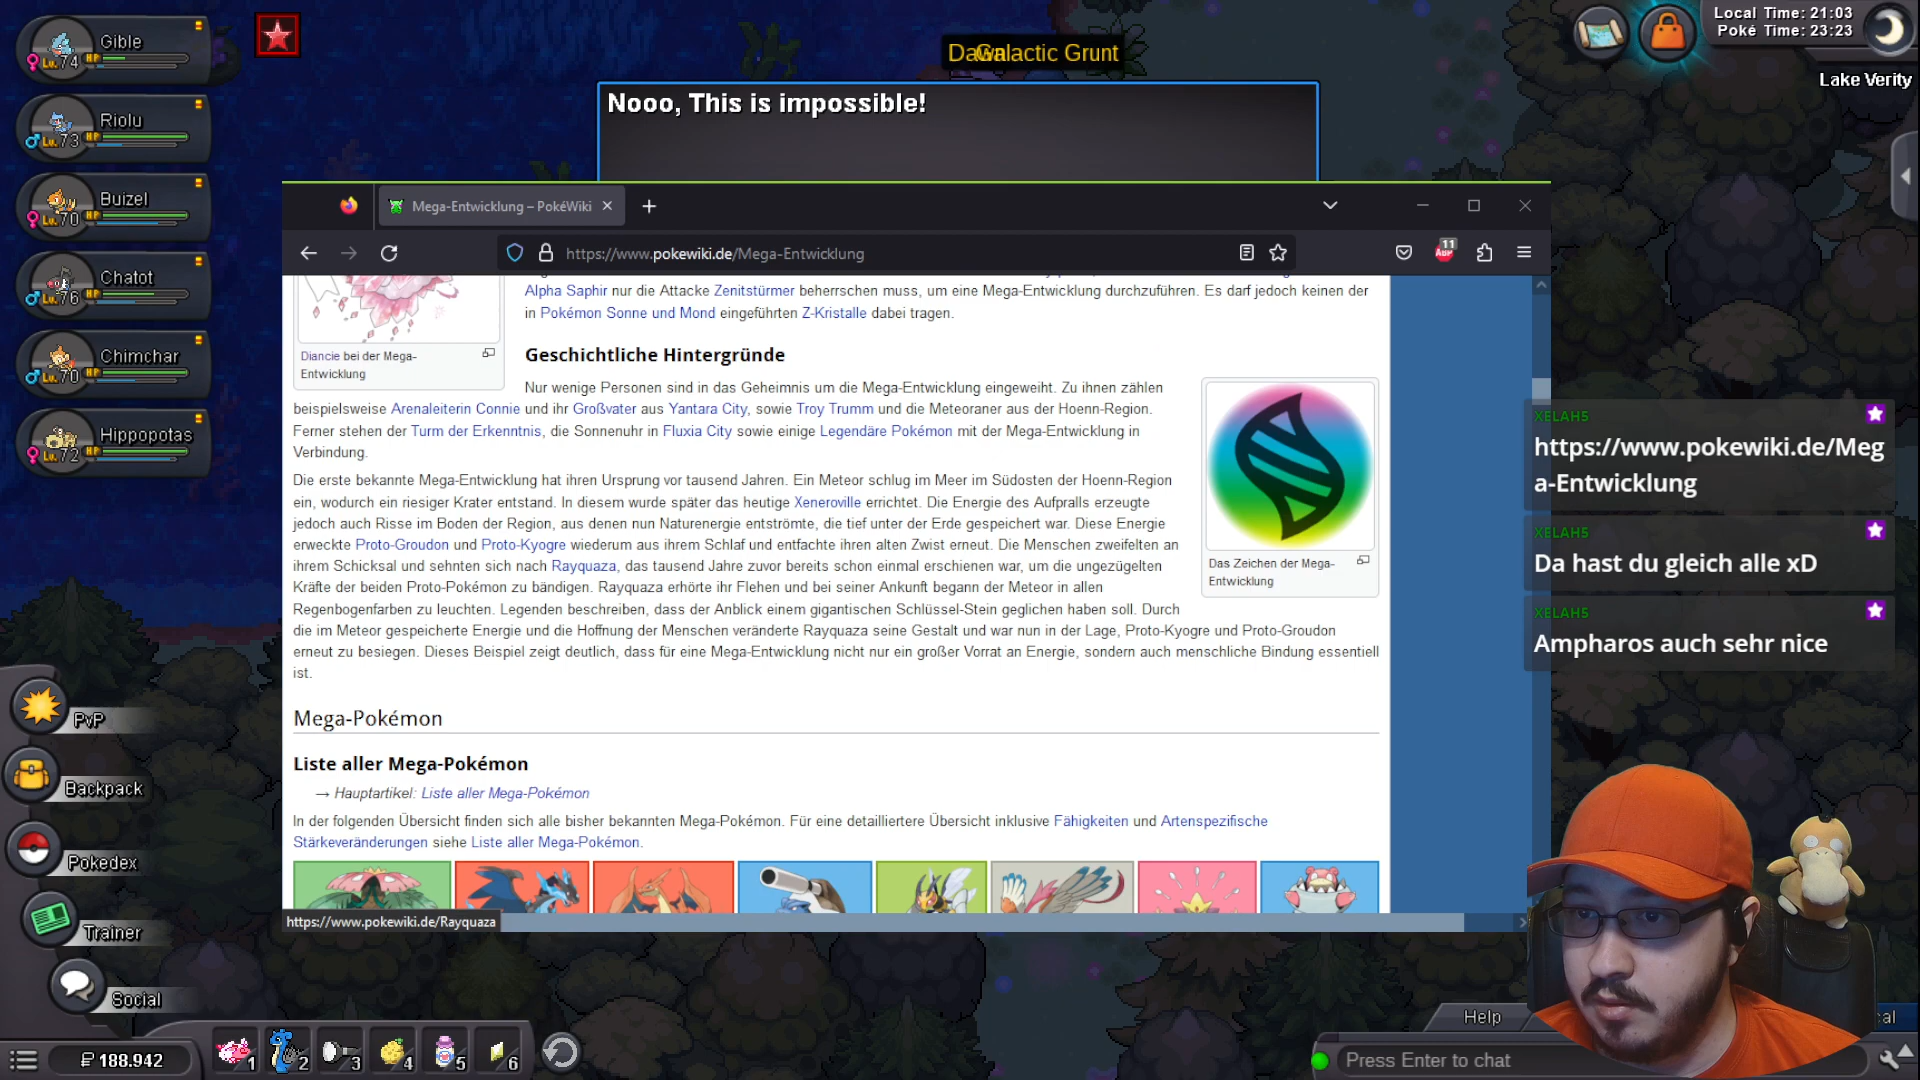 Gible
Lv.74
HP
Riolu
Lv.73
HP
Buizel
Lv.70
HP
Chatot
Lv.76
HP
Chimchar
Lv.70
HP
Hippopotas
Lv.72
HP
Galactic Grunt
Nooo, This is impossible!
Local Time: 21:03
Poké Time: 23:23
Lake Verity
Mega-Entwicklung – PokéWiki
https://www.pokewiki.de/Mega-Entwicklung
11
ABP
Alpha Saphir nur die Attacke Zenitstürmer beherrschen muss, um eine Mega-Entwicklung durchzuführen. Es darf jedoch keinen der
in Pokémon Sonne und Mond eingeführten Z-Kristalle dabei tragen.
Diancie bei der Mega-
Entwicklung
Geschichtliche Hintergründe
Nur wenige Personen sind in das Geheimnis um die Mega-Entwicklung eingeweiht. Zu ihnen zählen
beispielsweise Arenaleiterin Connie und ihr Großvater aus Yantara City, sowie Troy Trumm und die Meteoraner aus der Hoenn-Region.
Ferner stehen der Turm der Erkenntnis, die Sonnenuhr in Fluxia City sowie einige Legendäre Pokémon mit der Mega-Entwicklung in
Verbindung.
Die erste bekannte Mega-Entwicklung hat ihren Ursprung vor tausend Jahren. Ein Meteor schlug im Meer im Südosten der Hoenn-Region
ein, wodurch ein riesiger Krater entstand. In diesem wurde später das heutige Xeneroville errichtet. Die Energie des Aufpralls erzeugte
jedoch auch Risse im Boden der Region, aus denen nun Naturenergie entströmte, die tief unter der Erde gespeichert war. Diese Energie
erweckte Proto-Groudon und Proto-Kyogre wiederum aus ihrem Schlaf und entfachte ihren alten Zwist erneut. Die Menschen zweifelten an
ihrem Schicksal und sehnten sich nach Rayquaza, das tausend Jahre zuvor bereits schon einmal erschienen war, um die ungezügelten
Kräfte der beiden Proto-Pokémon zu bändigen. Rayquaza erhörte ihr Flehen und bei seiner Ankunft begann der Meteor in allen
Regenbogenfarben zu leuchten. Legenden beschreiben, dass der Anblick einem gigantischen Schlüssel-Stein geglichen haben soll. Durch
die im Meteor gespeicherte Energie und die Hoffnung der Menschen veränderte Rayquaza seine Gestalt und war nun in der Lage, Proto-Kyogre und Proto-Groudon
erneut zu besiegen. Dieses Beispiel zeigt deutlich, dass für eine Mega-Entwicklung nicht nur ein großer Vorrat an Energie, sondern auch menschliche Bindung essentiell
ist.
Das Zeichen der Mega-
Entwicklung
Mega-Pokémon
Liste aller Mega-Pokémon
→ Hauptartikel: Liste aller Mega-Pokémon
In der folgenden Übersicht finden sich alle bisher bekannten Mega-Pokémon. Für eine detailliertere Übersicht inklusive Fähigkeiten und Artenspezifische
Stärkeveränderungen siehe Liste aller Mega-Pokémon.
https://www.pokewiki.de/Rayquaza
XELAH5
https://www.pokewiki.de/Meg
a-Entwicklung
XELAH5
Da hast du gleich alle xD
XELAH5
Ampharos auch sehr nice
PvP
Backpack
Pokedex
Trainer
Social
188.942
1
2
3
4
5
6
Help
Press Enter to chat